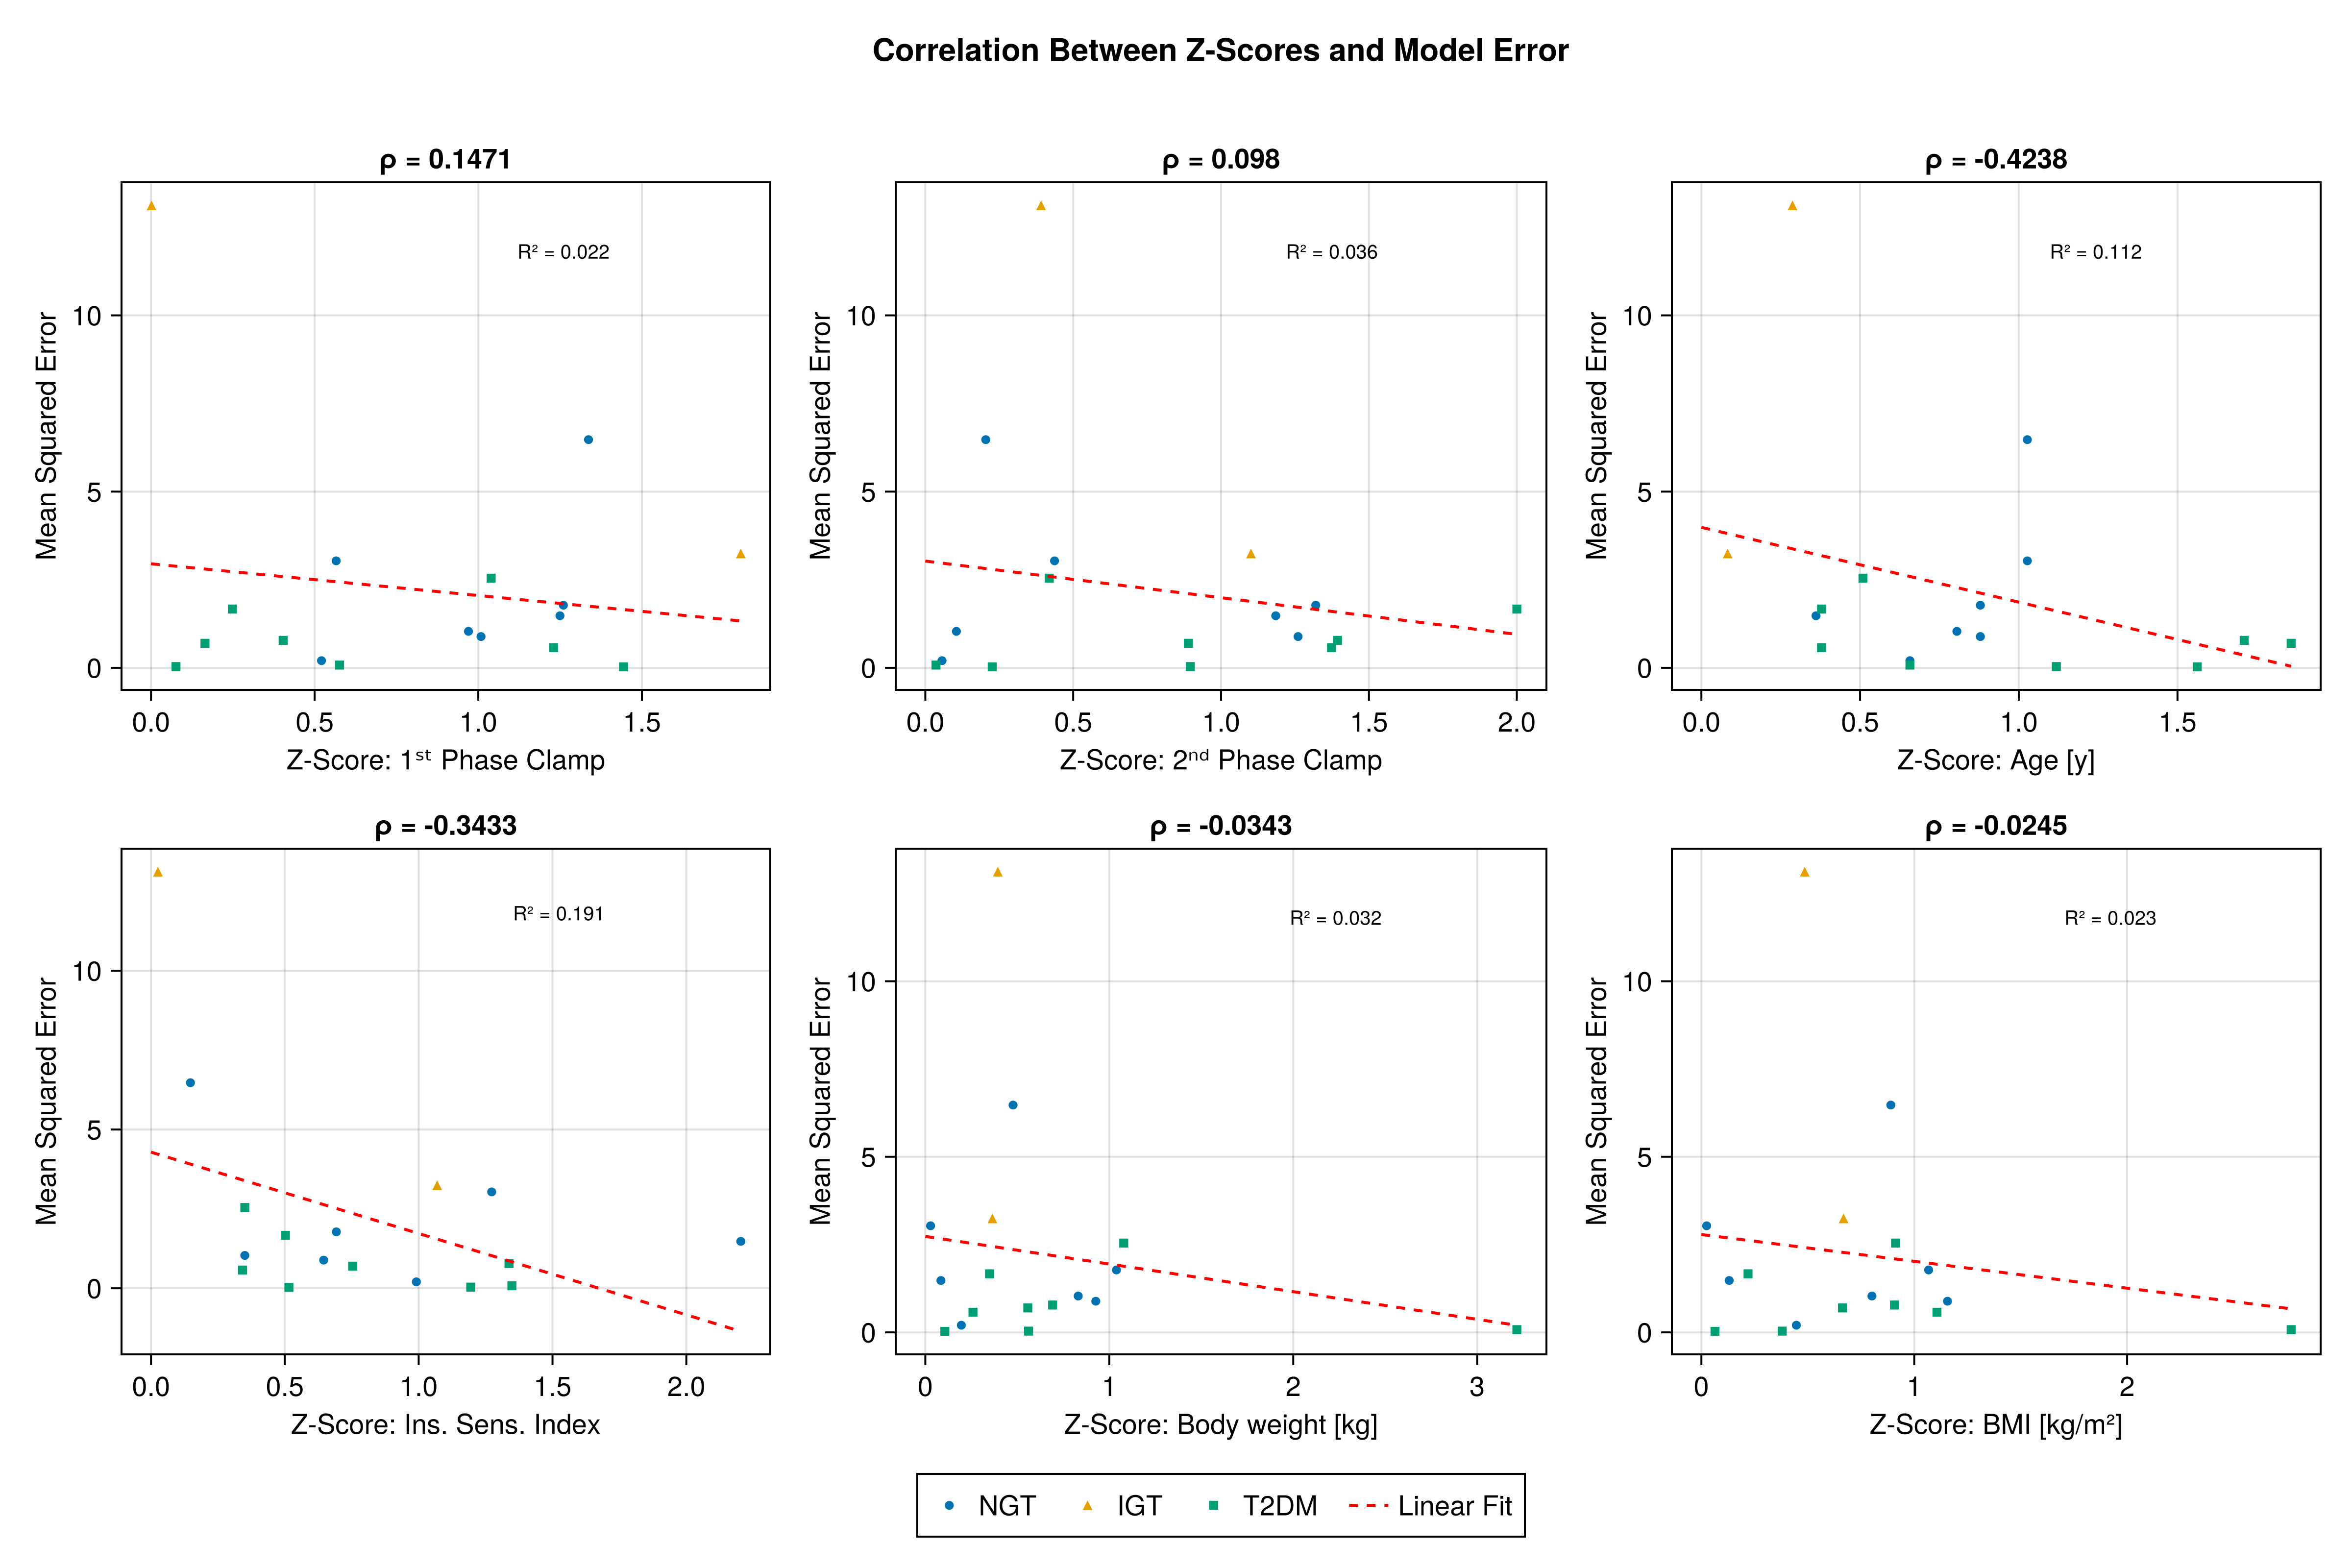 Correlation Between Z-Scores and Model Error
ρ = 0.1471
R² = 0.022
Mean Squared Error
10
5
0
0.0 0.5 1.0 1.5
Z-Score: 1ˢᵗ Phase Clamp
ρ = 0.098
R² = 0.036
Mean Squared Error
10
5
0
0.0 0.5 1.0 1.5 2.0
Z-Score: 2ⁿᵈ Phase Clamp
ρ = -0.4238
R² = 0.112
Mean Squared Error
10
5
0
0.0 0.5 1.0 1.5
Z-Score: Age [y]
ρ = -0.3433
R² = 0.191
Mean Squared Error
10
5
0
0.0 0.5 1.0 1.5 2.0
Z-Score: Ins. Sens. Index
ρ = -0.0343
R² = 0.032
Mean Squared Error
10
5
0
0 1 2 3
Z-Score: Body weight [kg]
ρ = -0.0245
R² = 0.023
Mean Squared Error
10
5
0
0 1 2
Z-Score: BMI [kg/m²]
NGT IGT T2DM Linear Fit